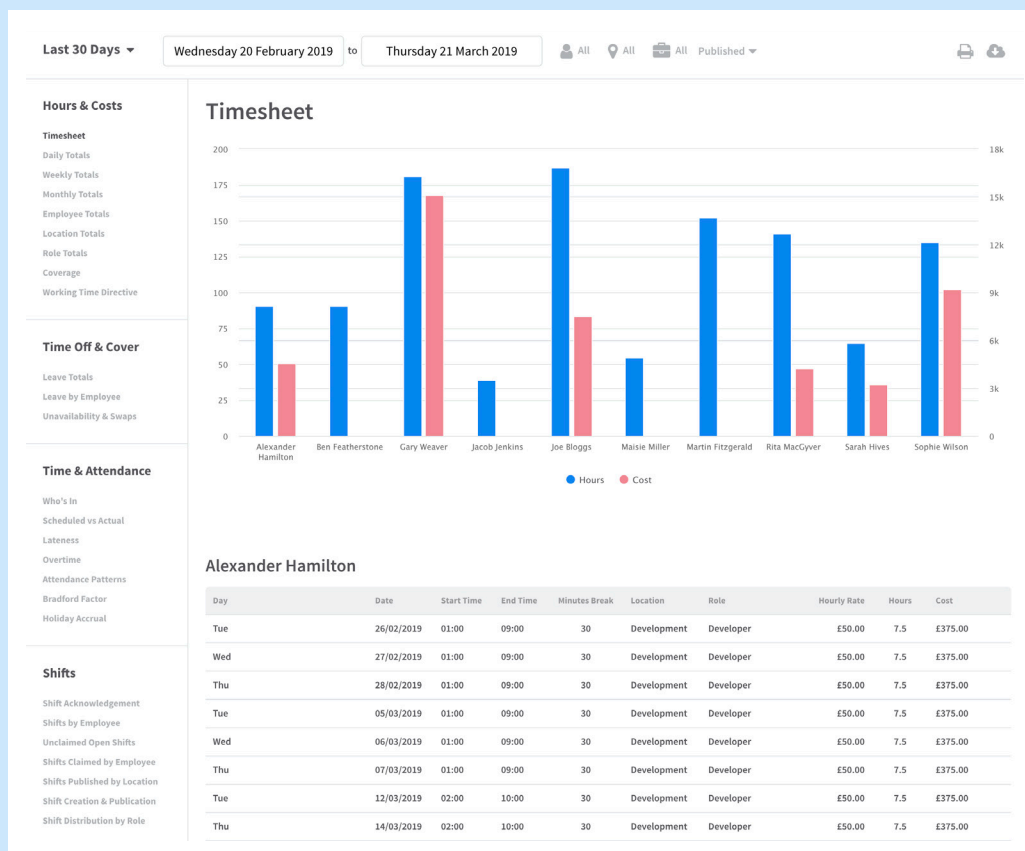 Last 30 Days
Wednesday 20 February 2019 to Thursday 21 March 2019
All All All Published
Hours & Costs
Timesheet
Daily Totals
Weekly Totals
Monthly Totals
Employee Totals
Location Totals
Role Totals
Coverage
Working Time Directive
Time Off & Cover
Leave Totals
Leave by Employee
Unavailability & Swaps
Time & Attendance
Who's In
Scheduled vs Actual
Lateness
Overtime
Attendance Patterns
Bradford Factor
Holiday Accrual
Shifts
Shift Acknowledgement
Shifts by Employee
Unclaimed Open Shifts
Shifts Claimed by Employee
Shifts Published by Location
Shift Creation & Publication
Shift Distribution by Role
Timesheet
200
175
150
125
100
75
50
25
0
18k
15k
12k
9k
6k
3k
0
Alexander Hamilton
Ben Featherstone
Gary Weaver
Jacob Jenkins
Joe Bloggs
Maisie Miller
Martin Fitzgerald
Rita MacGyver
Sarah Hives
Sophie Wilson
Hours Cost
Alexander Hamilton
Day Date Start Time End Time Minutes Break Location Role Hourly Rate Hours Cost
Tue 26/02/2019 01:00 09:00 30 Development Developer £50.00 7.5 £375.00
Wed 27/02/2019 01:00 09:00 30 Development Developer £50.00 7.5 £375.00
Thu 28/02/2019 01:00 09:00 30 Development Developer £50.00 7.5 £375.00
Tue 05/03/2019 01:00 09:00 30 Development Developer £50.00 7.5 £375.00
Wed 06/03/2019 01:00 09:00 30 Development Developer £50.00 7.5 £375.00
Thu 07/03/2019 01:00 09:00 30 Development Developer £50.00 7.5 £375.00
Tue 12/03/2019 02:00 10:00 30 Development Developer £50.00 7.5 £375.00
Thu 14/03/2019 02:00 10:00 30 Development Developer £50.00 7.5 £375.00